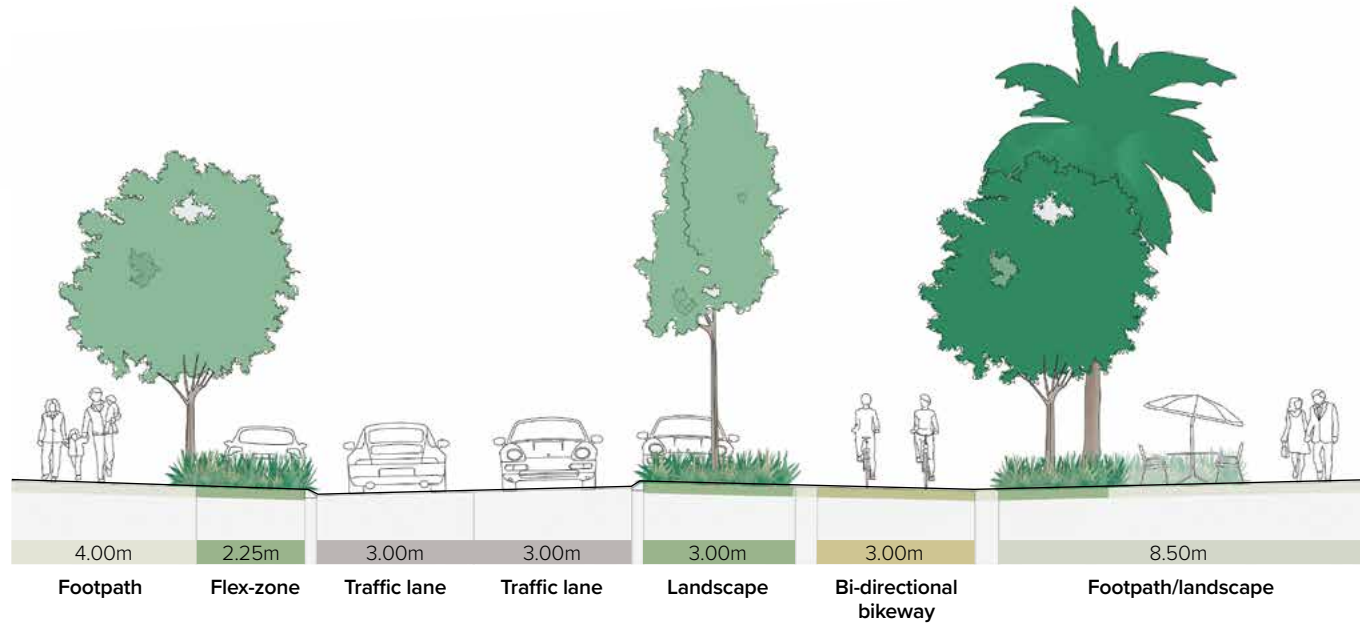 4.00m 2.25m 3.00m 3.00m 3.00m 3.00m 8.50m
Footpath Flex-zone Traffic lane Traffic lane Landscape Bi-directional bikeway Footpath/landscape